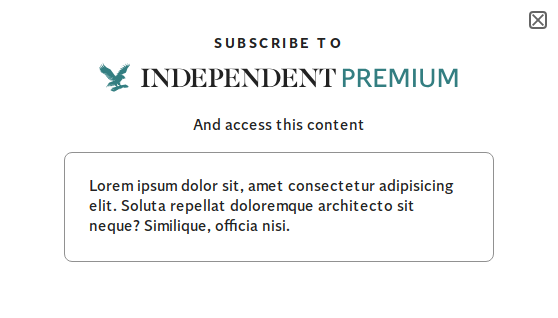 SUBSCRIBE TO
INDEPENDENT PREMIUM
And access this content
Lorem ipsum dolor sit, amet consectetur adipisicing
elit. Soluta repellat doloremque architecto sit
neque? Similique, officia nisi.